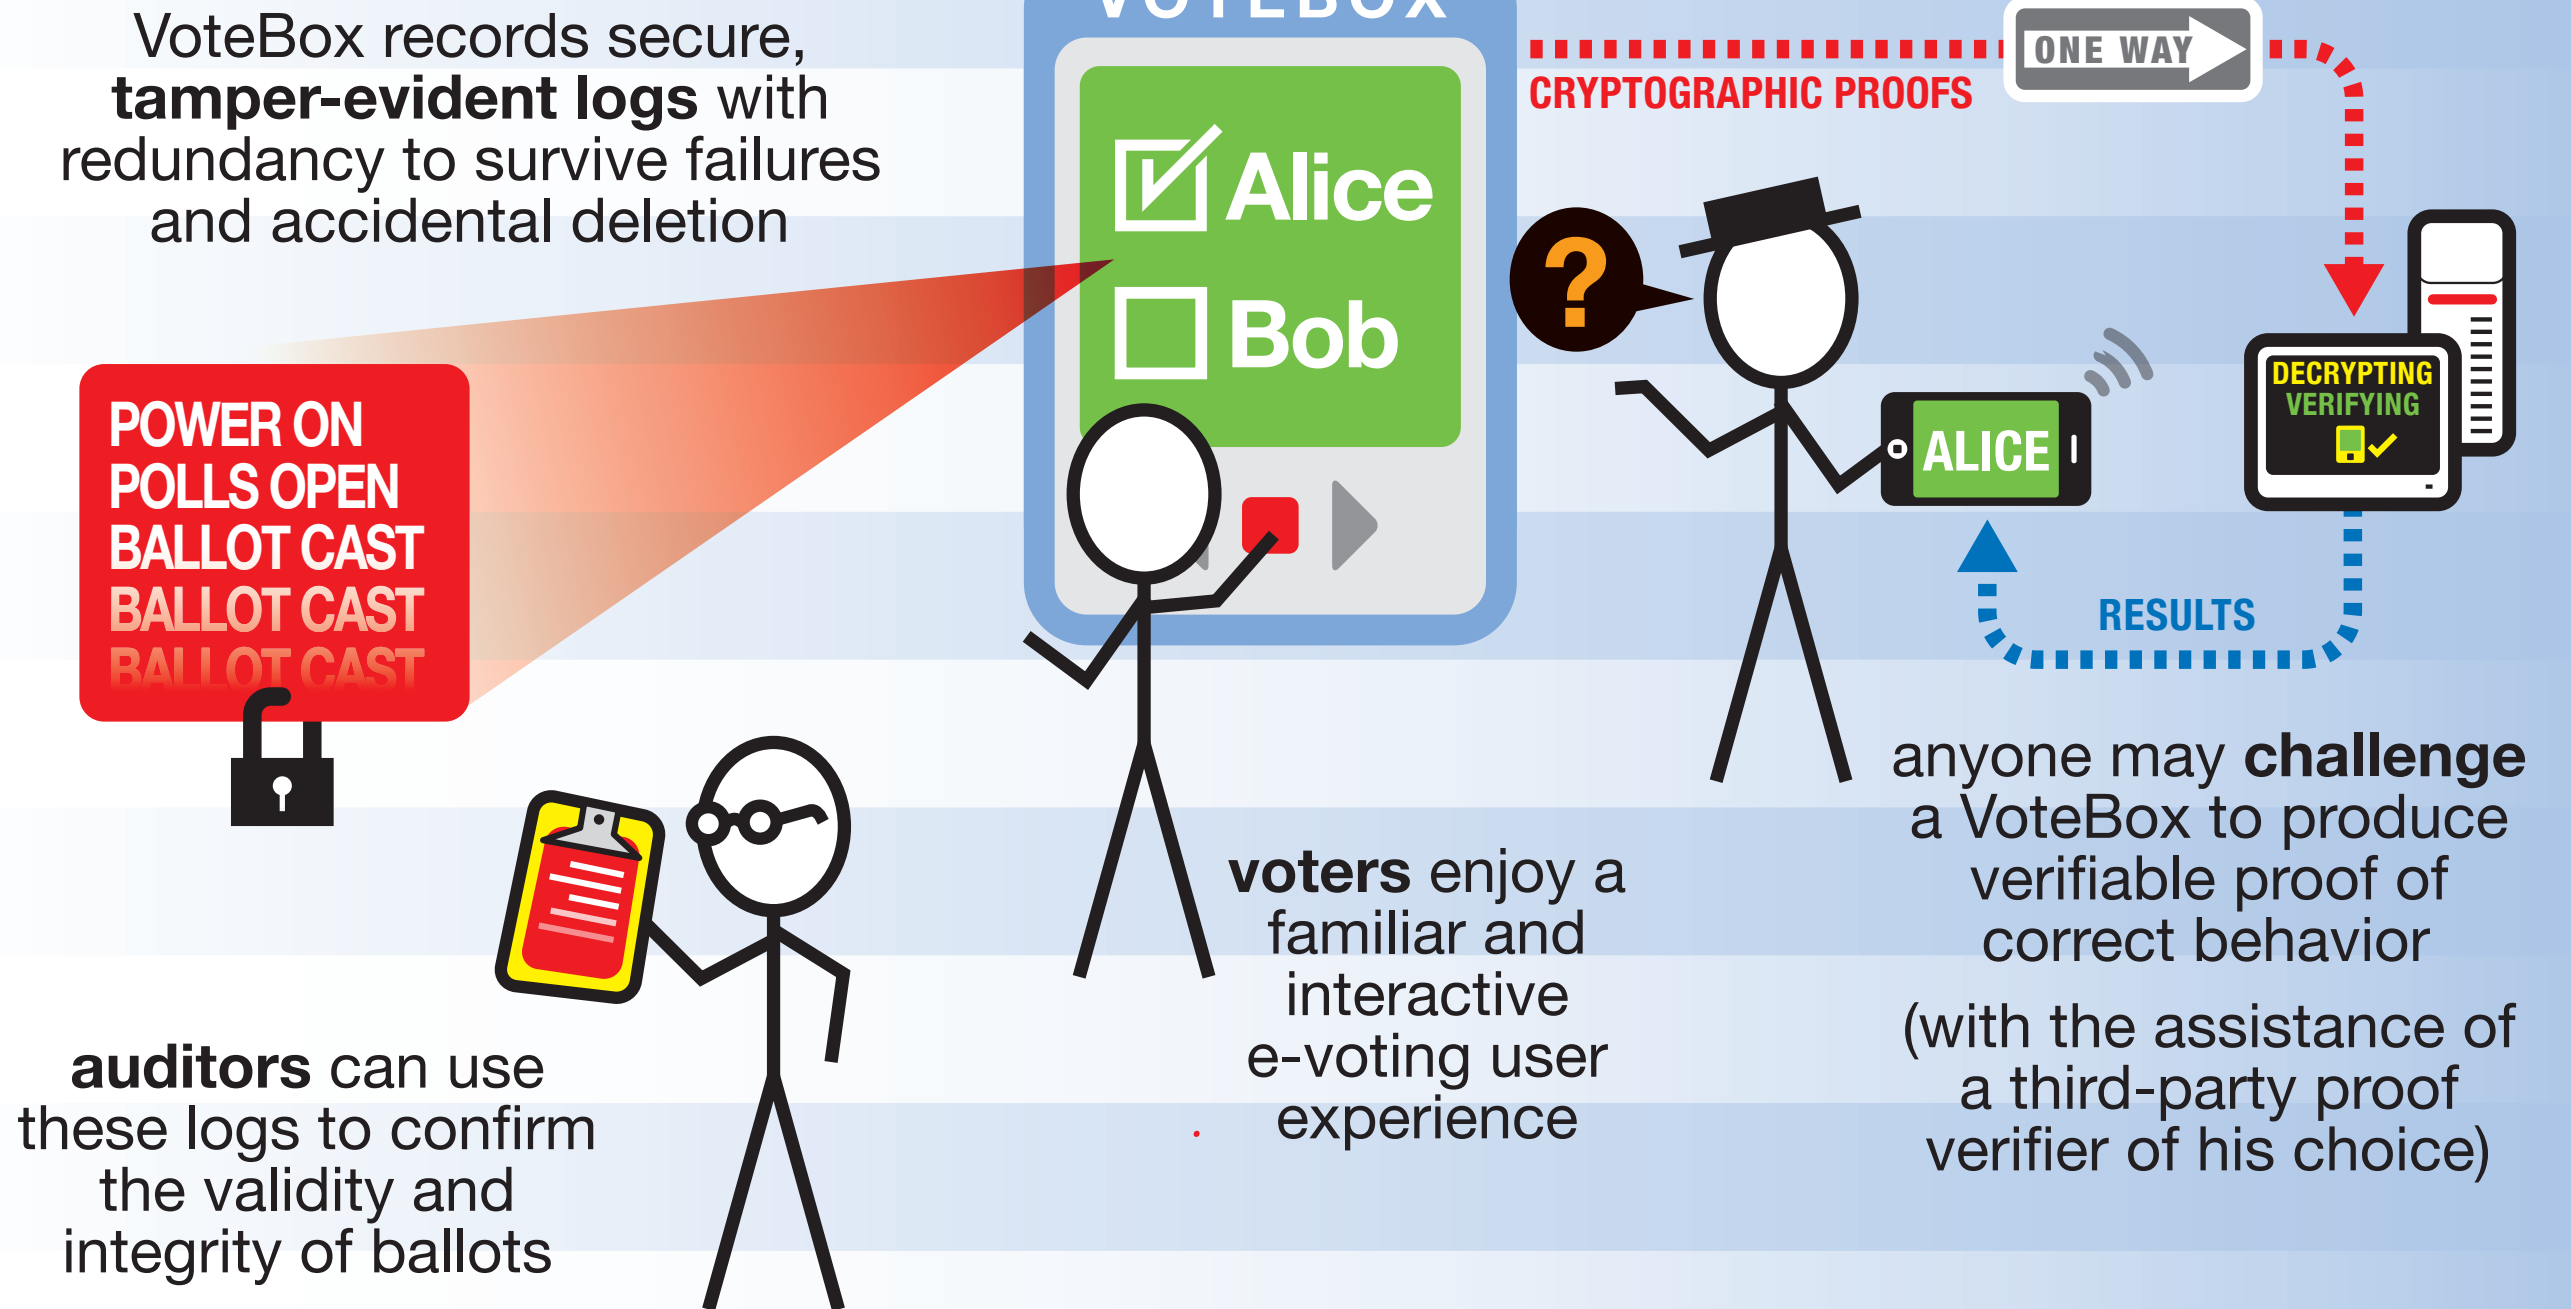 VoteBox records secure,
tamper-evident logs with
redundancy to survive failures
and accidental deletion
VOTEBOX
Alice
Bob
CRYPTOGRAPHIC PROOFS
ONE WAY
?
ALICE
DECRYPTING
VERIFYING
RESULTS
POWER ON
POLLS OPEN
BALLOT CAST
BALLOT CAST
BALLOT CAST
auditors can use
these logs to confirm
the validity and
integrity of ballots
voters enjoy a
familiar and
interactive
e-voting user
experience
anyone may challenge
a VoteBox to produce
verifiable proof of
correct behavior
(with the assistance of
a third-party proof
verifier of his choice)